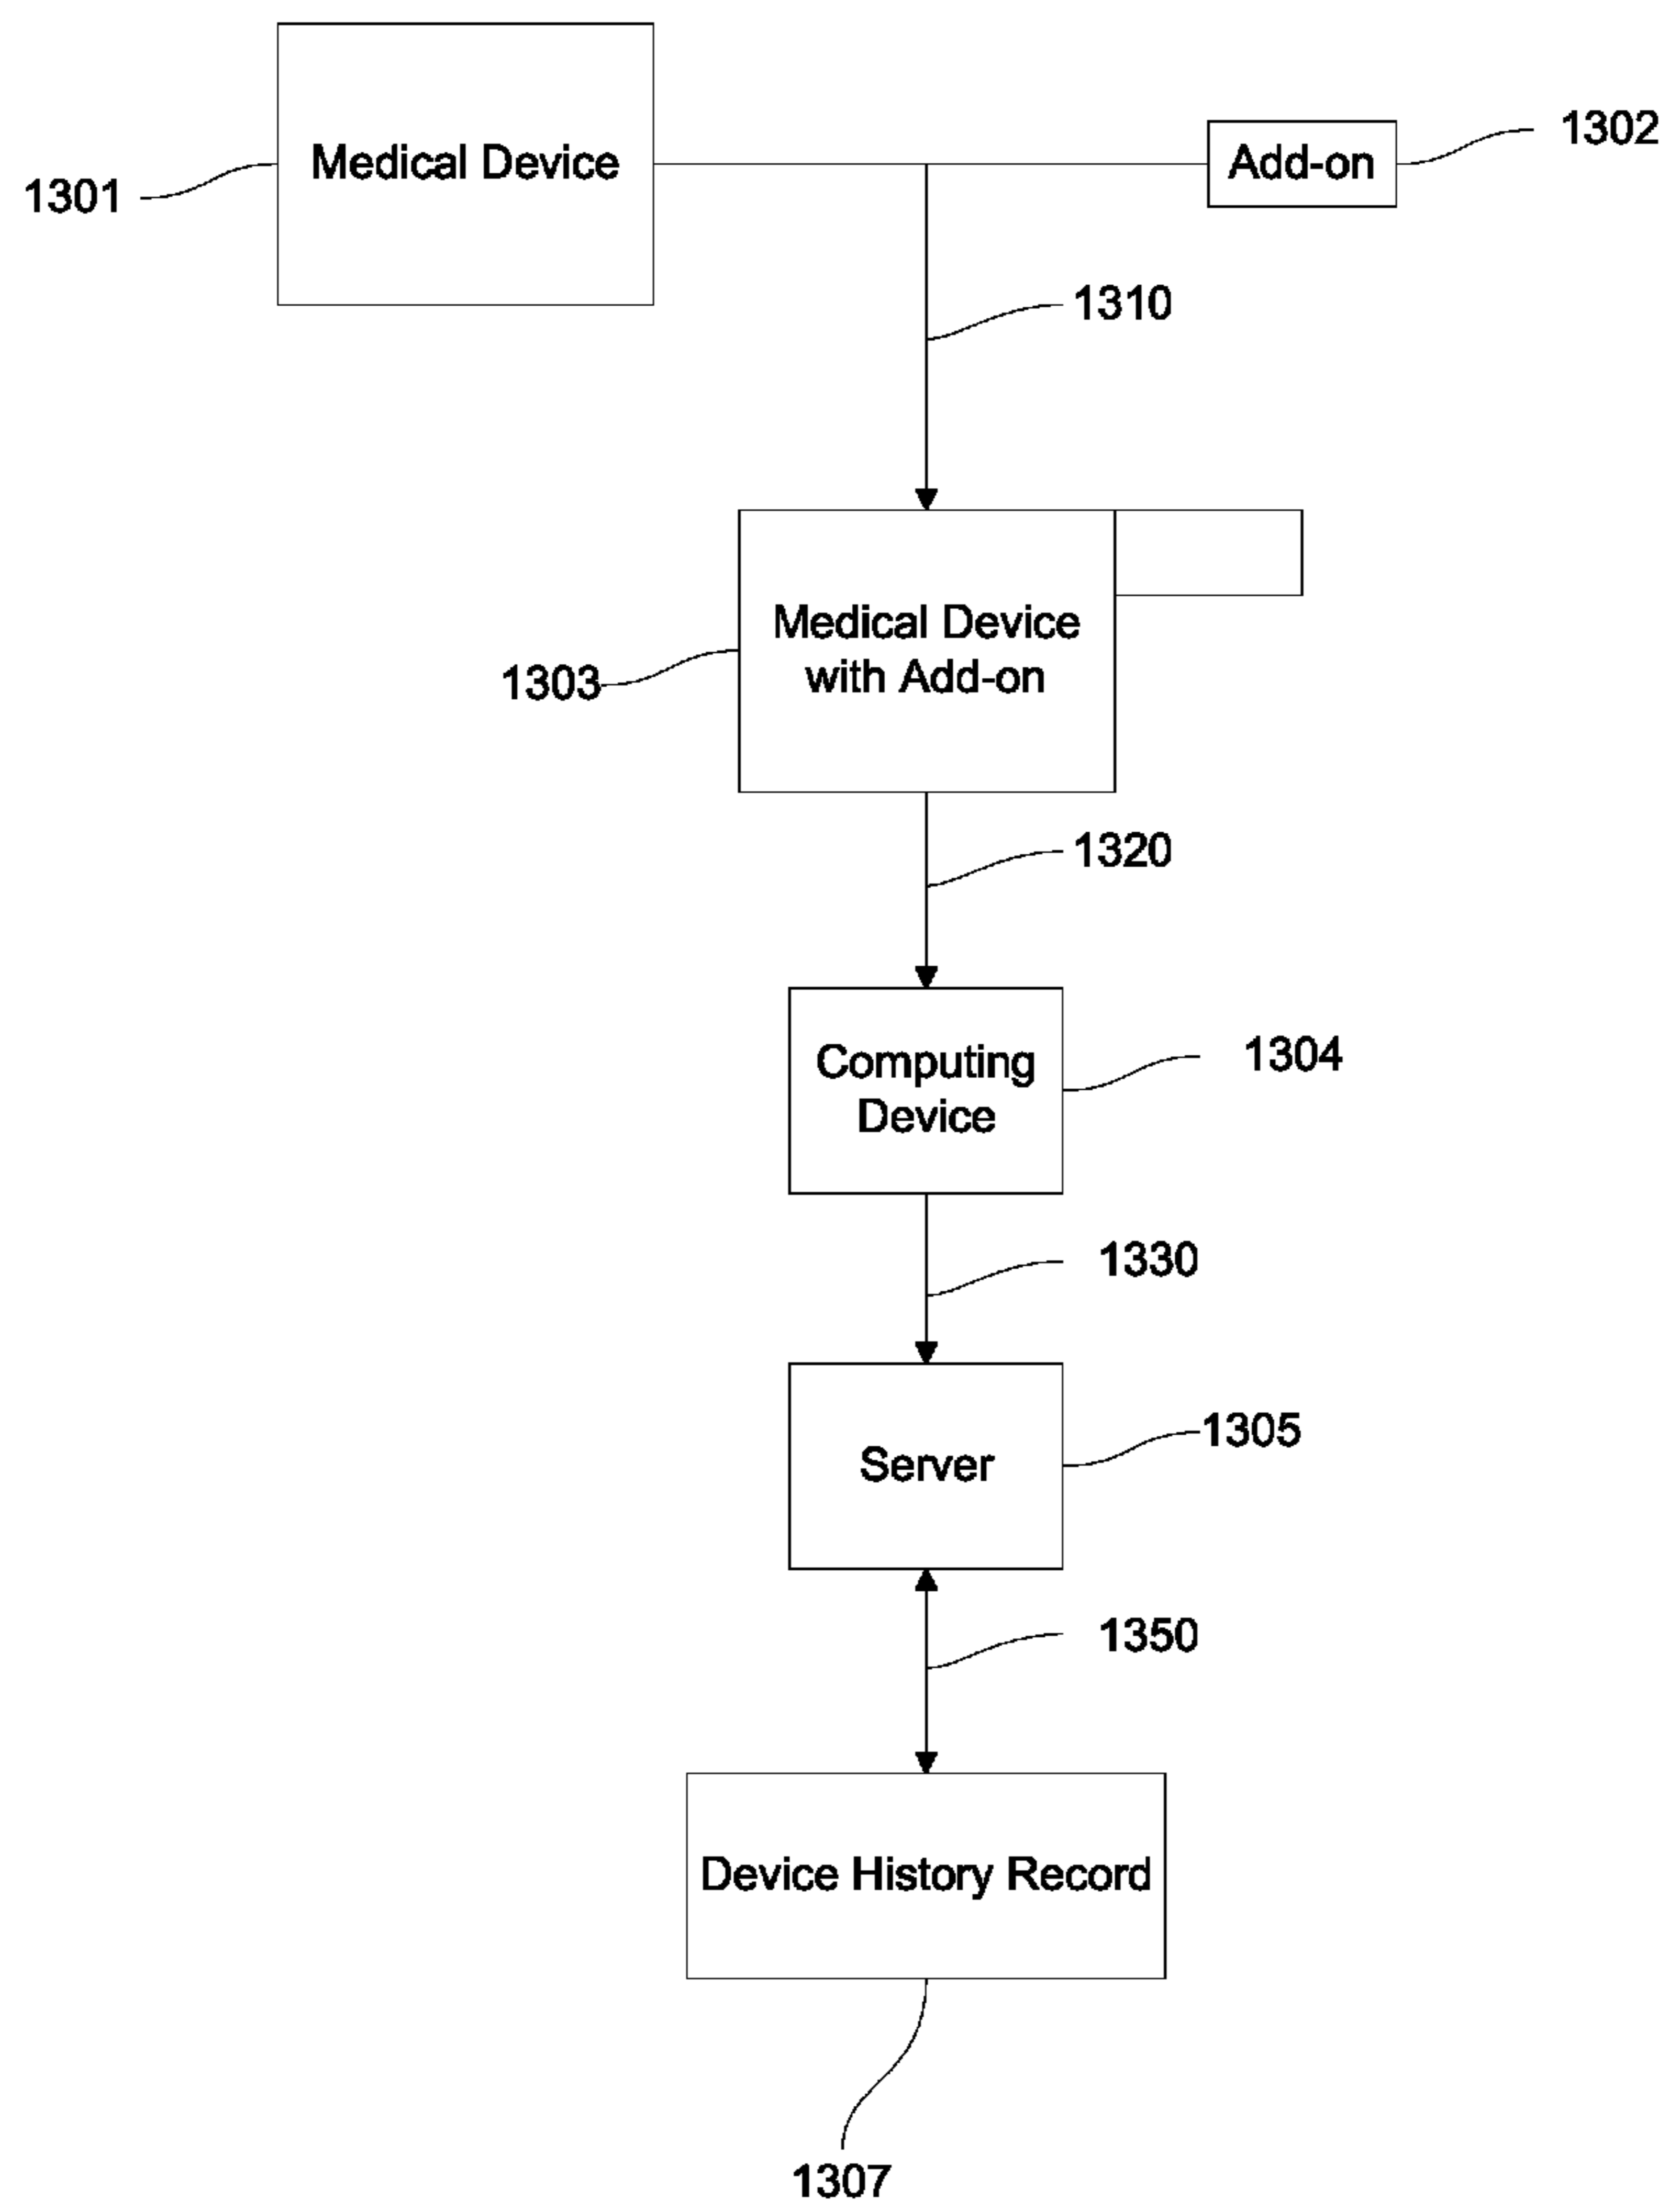 1302
Medical Device
Add-on
1301
1310
Medical Device
with Add-on
1303
1320
Computing
Device
1304
1330
Server
1305
1350
Device History Record
1307